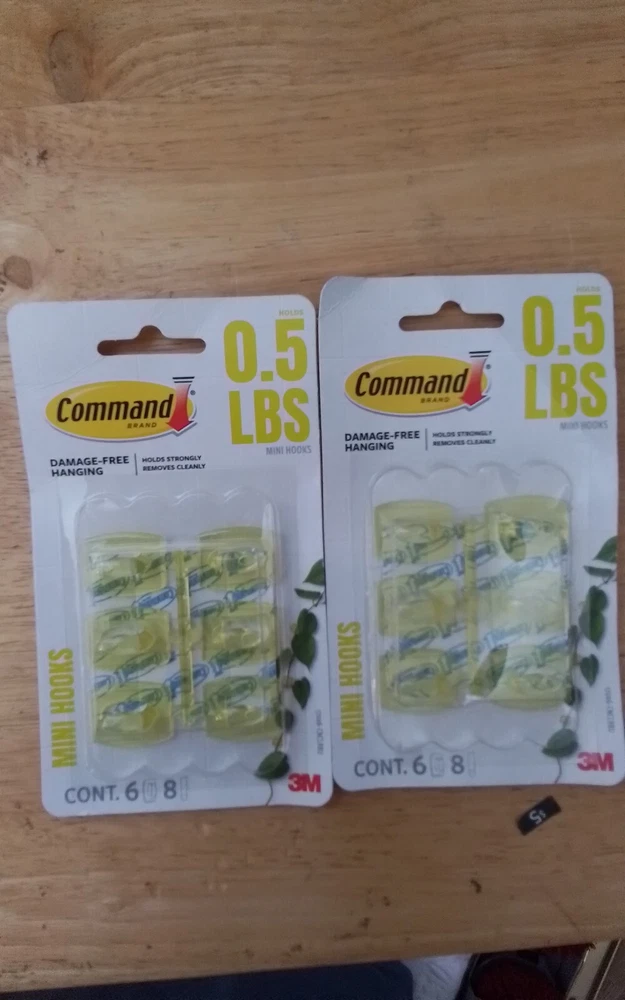 HOLDS
0.5
LBS
MINI HOOKS
Command
BRAND
DAMAGE-FREE
HANGING
HOLDS STRONGLY
REMOVES CLEANLY
MINI HOOKS
CONT. 6 8
3M
HOLDS
0.5
LBS
MINI HOOKS
Command
BRAND
DAMAGE-FREE
HANGING
HOLDS STRONGLY
REMOVES CLEANLY
MINI HOOKS
CONT. 6 8
3M
5s